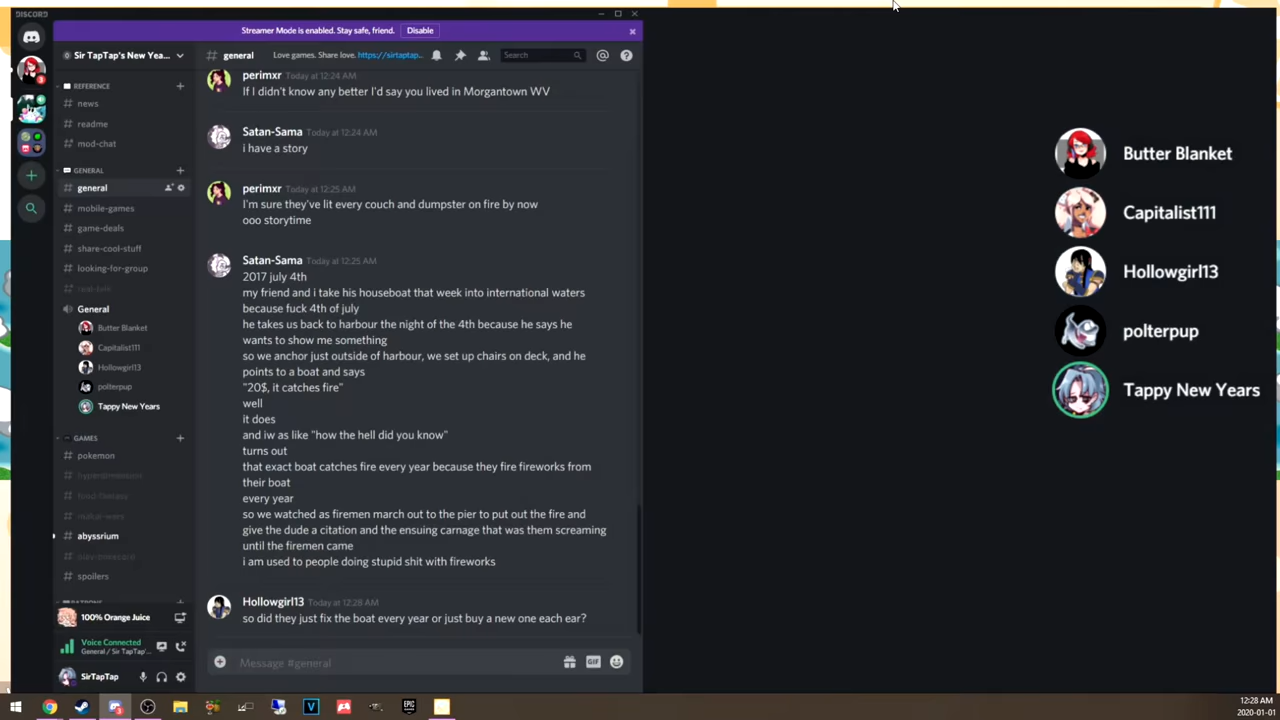 DISCORD
Streamer Mode is enabled. Stay safe, friend. Disable
Sir TapTap's New Yea...
# general Love games. Share love. https://sirtaptap... Search
REFERENCE
# news
# readme
# mod-chat
GENERAL
# general
# mobile-games
# game-deals
# share-cool-stuff
# looking-for-group
# real-talk
General
Butter Blanket
Capitalist111
Hollowgirl13
polterpup
Tappy New Years
GAMES
# pokemon
# hyperdimension
# food-fantasy
# abyssrium
# spoilers
PATRONS
100% Orange Juice
Voice Connected
General / Sir TapTap'...
SirTapTap
perimxr Today at 12:24 AM
If I didn't know any better I'd say you lived in Morgantown WV
Satan-Sama Today at 12:24 AM
i have a story
perimxr Today at 12:25 AM
I'm sure they've lit every couch and dumpster on fire by now
ooo storytime
Satan-Sama Today at 12:25 AM
2017 july 4th
my friend and i take his houseboat that week into international waters
because fuck 4th of july
he takes us back to harbour the night of the 4th because he says he
wants to show me something
so we anchor just outside of harbour, we set up chairs on deck, and he
points to a boat and says
"20$, it catches fire"
well
it does
and iw as like "how the hell did you know"
turns out
that exact boat catches fire every year because they fire fireworks from
their boat
every year
so we watched as firemen march out to the pier to put out the fire and
give the dude a citation and the ensuing carnage that was them screaming
until the firemen came
i am used to people doing stupid shit with fireworks
Hollowgirl13 Today at 12:28 AM
so did they just fix the boat every year or just buy a new one each ear?
Message #general
GIF
Butter Blanket
Capitalist111
Hollowgirl13
polterpup
Tappy New Years
12:28 AM
2020-01-01